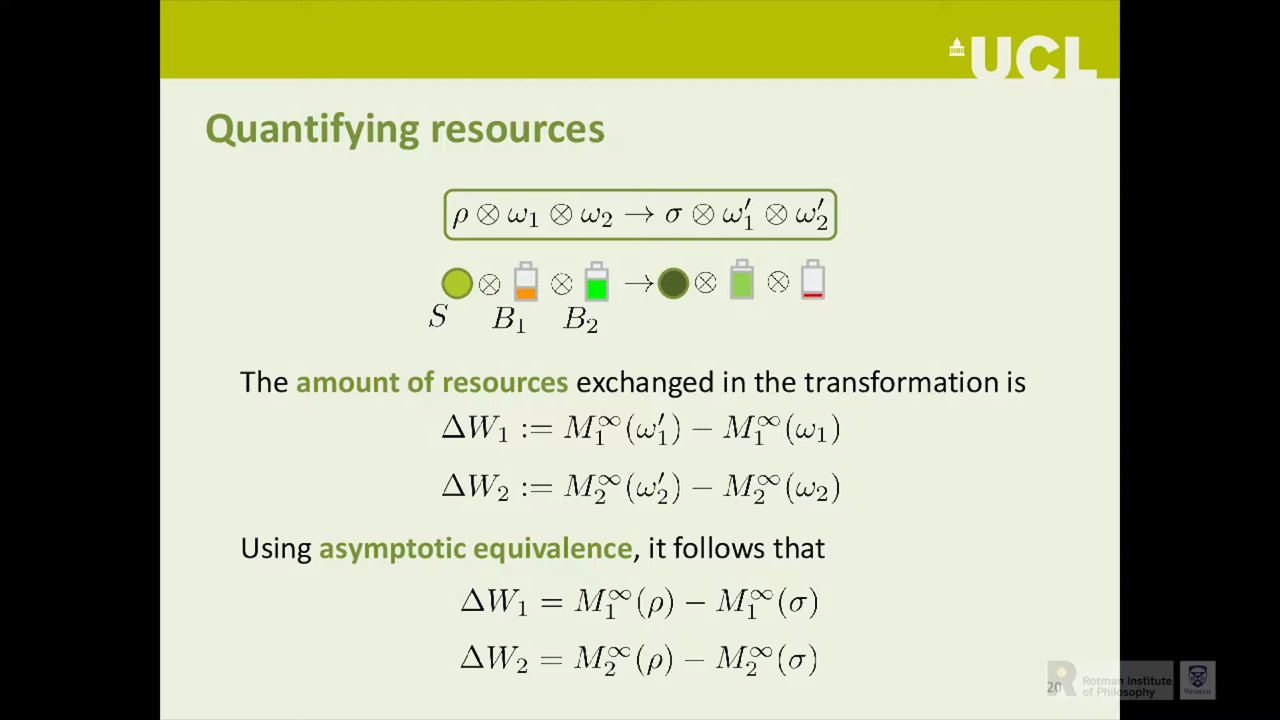 UCL
Quantifying resources
ρ ⊗ ω₁ ⊗ ω₂ → σ ⊗ ω′₁ ⊗ ω′₂
⊗ ⊗ → ⊗ ⊗
S B₁ B₂
The amount of resources exchanged in the transformation is
ΔW₁ := M₁^∞(ω′₁) − M₁^∞(ω₁)
ΔW₂ := M₂^∞(ω′₂) − M₂^∞(ω₂)
Using asymptotic equivalence, it follows that
ΔW₁ = M₁^∞(ρ) − M₁^∞(σ)
ΔW₂ = M₂^∞(ρ) − M₂^∞(σ)
20
R Rotman Institute
of Philosophy
Western